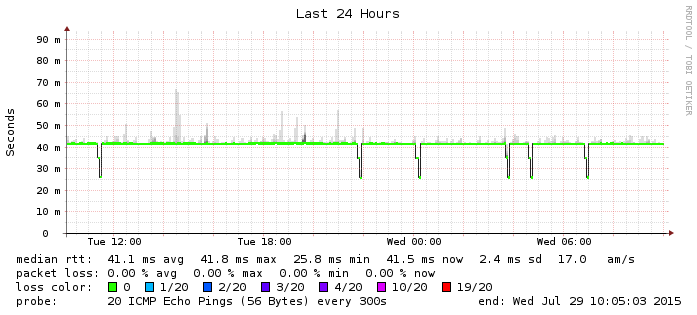 Last 24 Hours
RRDTOOL / TOBI OETIKER
Seconds
90 m
80 m
70 m
60 m
50 m
40 m
30 m
20 m
10 m
0
Tue 12:00 Tue 18:00 Wed 00:00 Wed 06:00
median rtt: 41.1 ms avg 41.8 ms max 25.8 ms min 41.5 ms now 2.4 ms sd 17.0 am/s
packet loss: 0.00 % avg 0.00 % max 0.00 % min 0.00 % now
loss color: 0 1/20 2/20 3/20 4/20 10/20 19/20
probe: 20 ICMP Echo Pings (56 Bytes) every 300s end: Wed Jul 29 10:05:03 2015